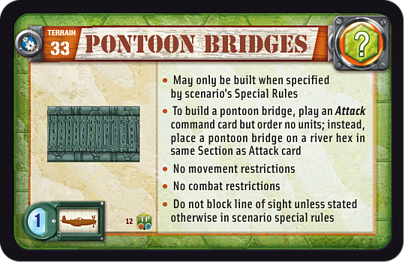 TERRAIN
33
PONTOON BRIDGES
?
• May only be built when specified
by scenario's Special Rules
• To build a pontoon bridge, play an Attack
command card but order no units; instead,
place a pontoon bridge on a river hex in
same Section as Attack card
• No movement restrictions
• No combat restrictions
• Do not block line of sight unless stated
otherwise in scenario special rules
1
12